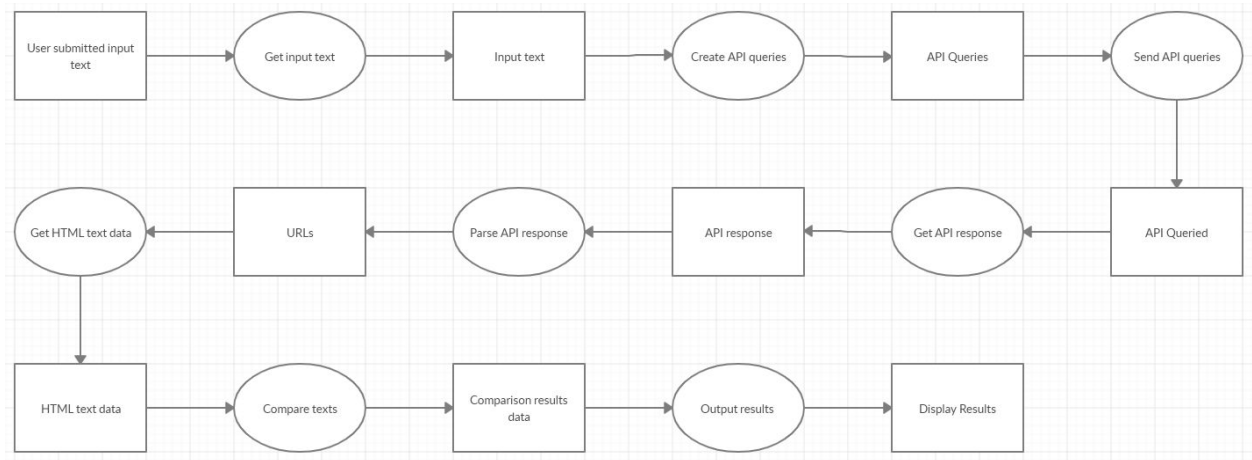 User submitted input
text
Get input text
Input text
Create API queries
API Queries
Send API queries
Get HTML text data
URLs
Parse API response
API response
Get API response
API Queried
HTML text data
Compare texts
Comparison results
data
Output results
Display Results